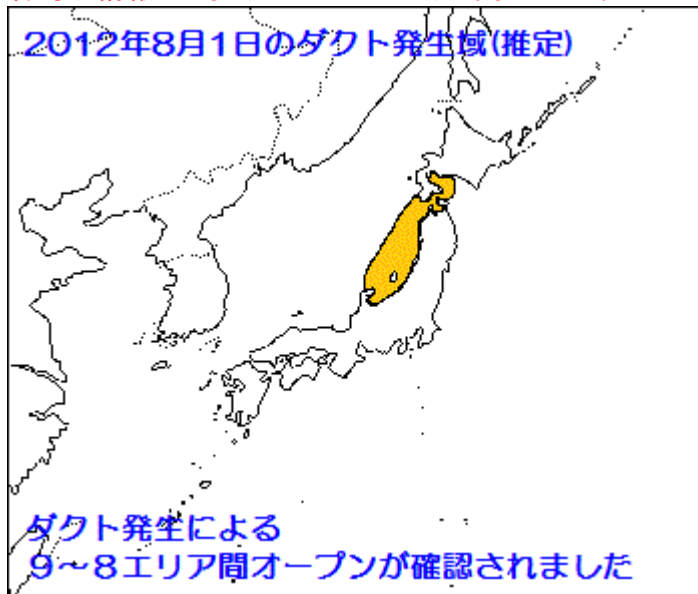 2012年8月1日のダクト発生域(推定)
ダクト発生による
９～８エリア間オープンが確認されました